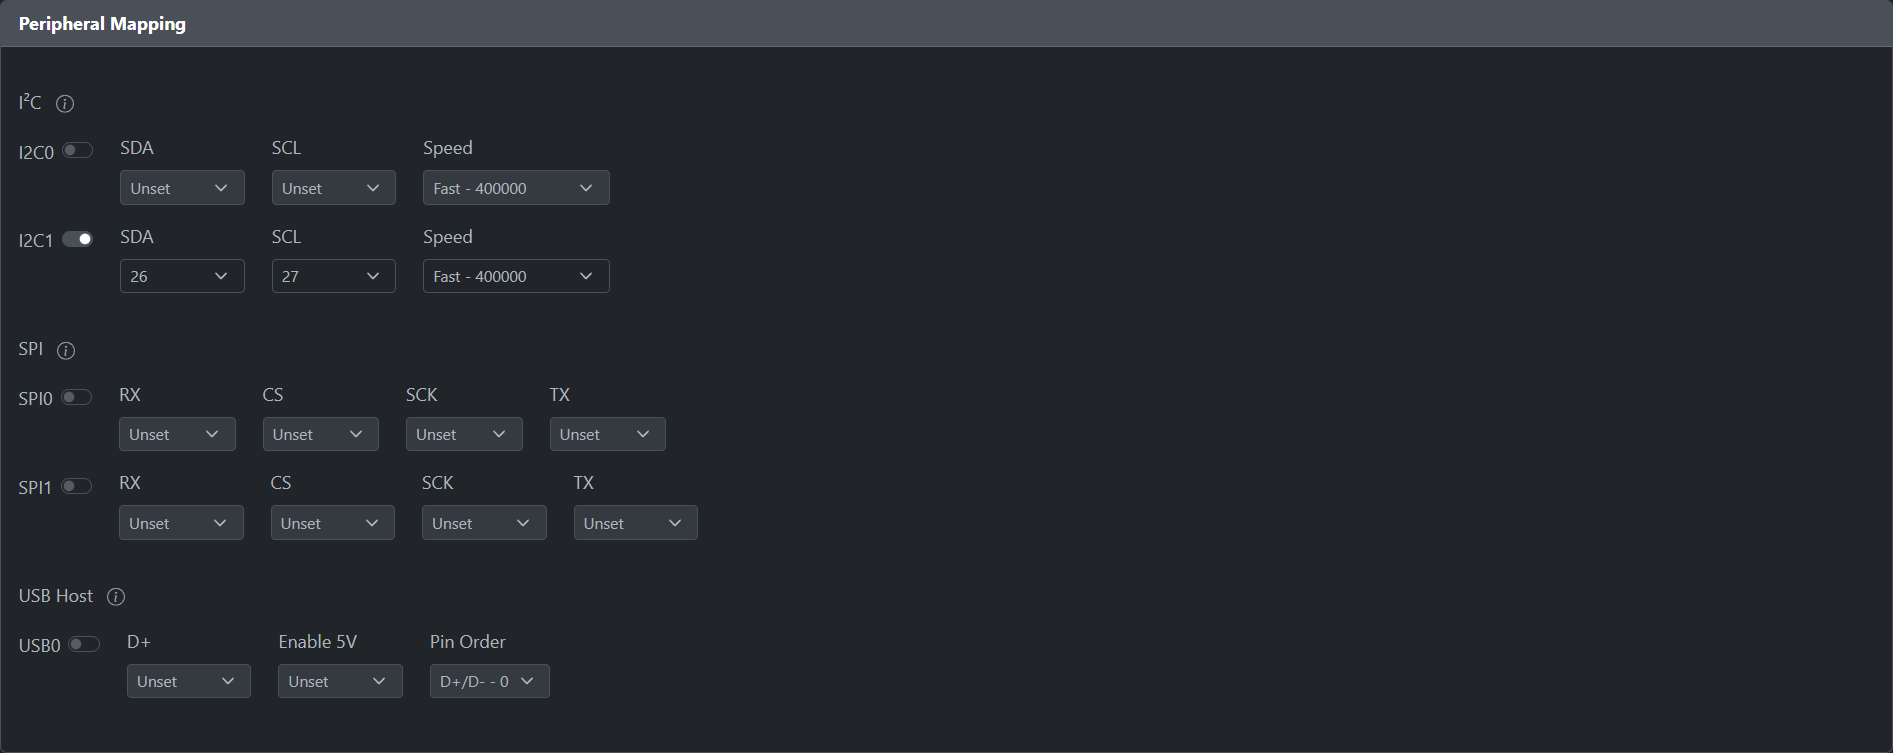 Peripheral Mapping
I²C
I2C0 SDA SCL Speed
Unset Unset Fast - 400000
I2C1 SDA SCL Speed
26 27 Fast - 400000
SPI
SPI0 RX CS SCK TX
Unset Unset Unset Unset
SPI1 RX CS SCK TX
Unset Unset Unset Unset
USB Host
USB0 D+ Enable 5V Pin Order
Unset Unset D+/D- - 0